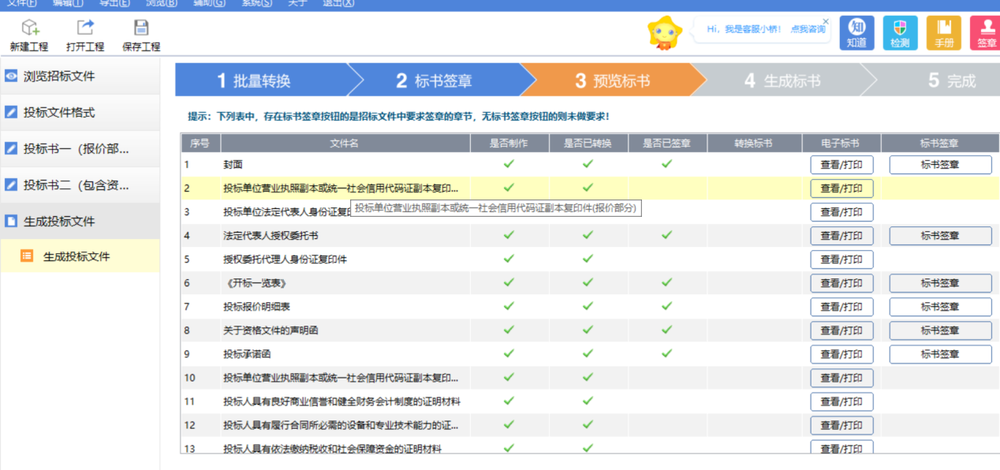 文件(F) 编辑(I) 导出(E) 浏览(B) 辅助(G) 系统(S) 关于 退出(X)
新建工程 打开工程 保存工程
Hi，我是客服小桥！ 点我咨询
知 知道 检测 手册 签章
浏览招标文件
投标文件格式
投标书一（报价部...
投标书二（包含资...
生成投标文件
生成投标文件
1 批量转换 2 标书签章 3 预览标书 4 生成标书 5 完成
提示：下列表中，存在标书签章按钮的是招标文件中要求签章的章节，无标书签章按钮的则未做要求！
序号 文件名 是否制作 是否已转换 是否已签章 转换标书 电子标书 标书签章
1 封面 查看/打印 标书签章
2 投标单位营业执照副本或统一社会信用代码证副本复印... 查看/打印
投标单位营业执照副本或统一社会信用代码证副本复印件(报价部分)
3 投标单位法定代表人身份证复印 查看/打印
4 法定代表人授权委托书 查看/打印 标书签章
5 授权委托代理人身份证复印件 查看/打印
6 《开标一览表》 查看/打印 标书签章
7 投标报价明细表 查看/打印 标书签章
8 关于资格文件的声明函 查看/打印 标书签章
9 投标承诺函 查看/打印 标书签章
10 投标单位营业执照副本或统一社会信用代码证副本复印... 查看/打印
11 投标人具有良好商业信誉和健全财务会计制度的证明材料 查看/打印
12 投标人具有履行合同所必需的设备和专业技术能力的证... 查看/打印
13 投标人具有依法缴纳税收和社会保障资金的证明材料 查看/打印